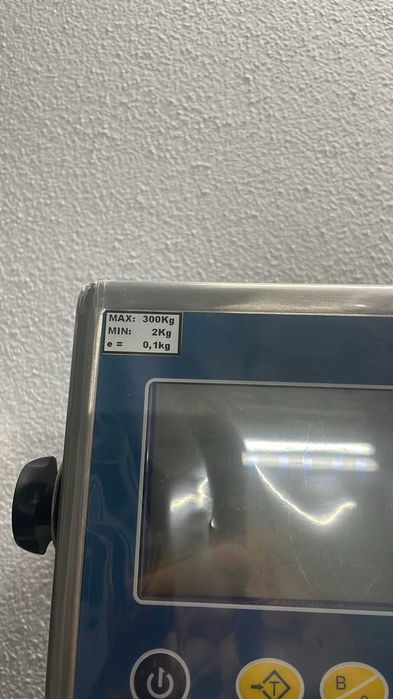 MAX: 300Kg
MIN: 2Kg
e = 0,1kg
T
B